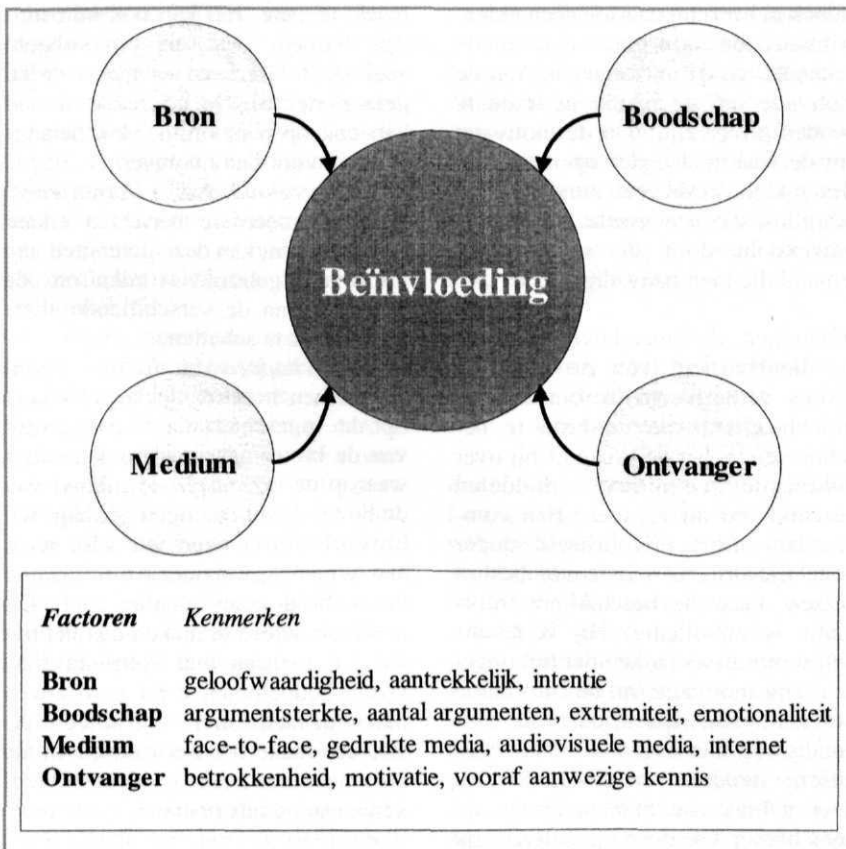 Bron
Boodschap
Beïnvloeding
Medium
Ontvanger
Factoren Kenmerken
Bron geloofwaardigheid, aantrekkelijk, intentie
Boodschap argumentsterkte, aantal argumenten, extremiteit, emotionaliteit
Medium face-to-face, gedrukte media, audiovisuele media, internet
Ontvanger betrokkenheid, motivatie, vooraf aanwezige kennis